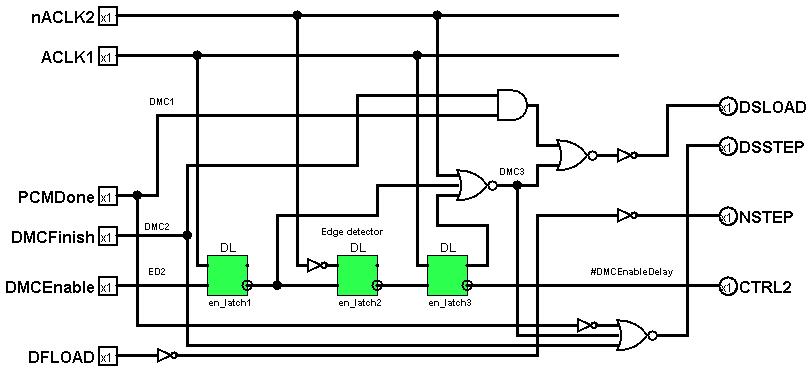 nACLK2 x1
ACLK1 x1
DMC1
x1 DSLOAD
x1 DSSTEP
DMC3
PCMDone x1
DMC2
x1 NSTEP
DMCFinish x1
Edge detector
DL DL DL
ED2
#DMCEnableDelay
DMCEnable x1
x1 CTRL2
en_latch1 en_latch2 en_latch3
DFLOAD x1